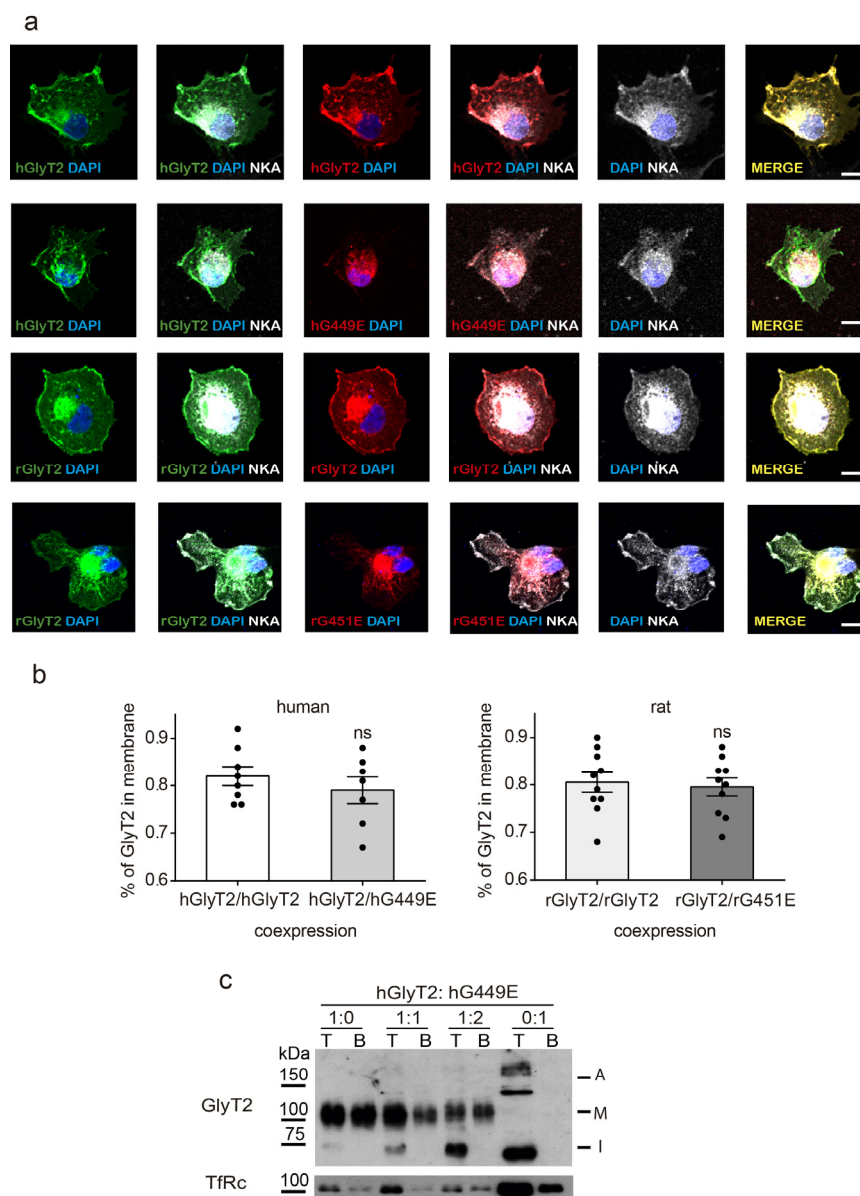 a
hGlyT2 DAPI hGlyT2 DAPI NKA hGlyT2 DAPI hGlyT2 DAPI NKA DAPI NKA MERGE
hGlyT2 DAPI hGlyT2 DAPI NKA hG449E DAPI hG449E DAPI NKA DAPI NKA MERGE
rGlyT2 DAPI rGlyT2 DAPI NKA rGlyT2 DAPI rGlyT2 DAPI NKA DAPI NKA MERGE
rGlyT2 DAPI rGlyT2 DAPI NKA rG451E DAPI rG451E DAPI NKA DAPI NKA MERGE
b
human
% of GlyT2 in membrane
0.9
0.8
0.7
0.6
ns
hGlyT2/hGlyT2 hGlyT2/hG449E
coexpression
rat
% of GlyT2 in membrane
0.9
0.8
0.7
0.6
ns
rGlyT2/rGlyT2 rGlyT2/rG451E
coexpression
c
hGlyT2: hG449E
1:0 1:1 1:2 0:1
T B T B T B T B
kDa
150
GlyT2 100
75
A
M
I
TfRc 100